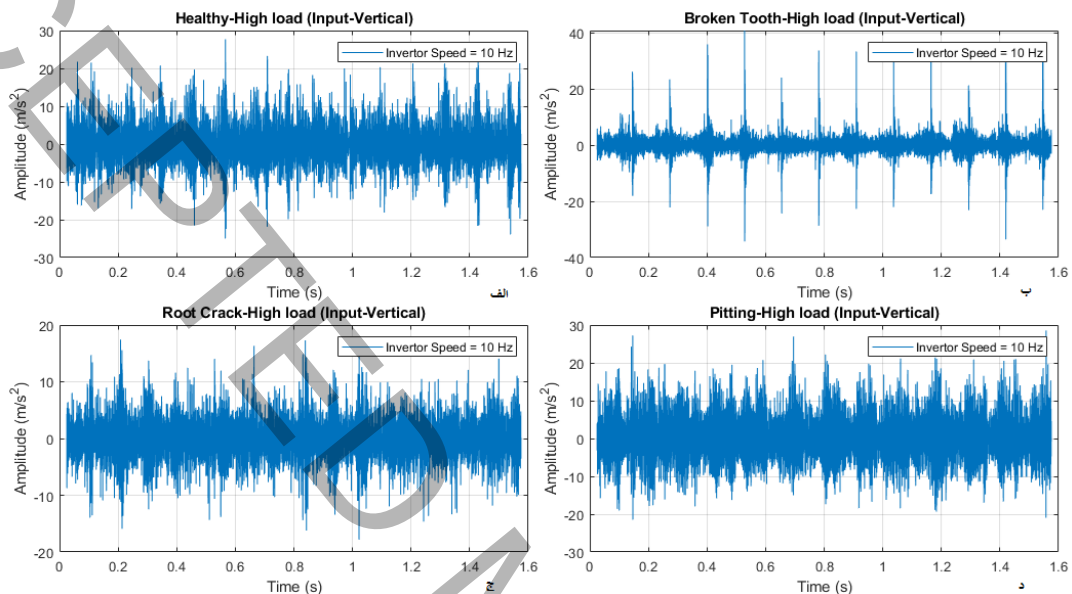 Healthy-High load (Input-Vertical)
Invertor Speed = 10 Hz
Amplitude (m/s²)
30
20
10
0
-10
-20
-30
0 0.2 0.4 0.6 0.8 1 1.2 1.4 1.6
Time (s)
الف
Broken Tooth-High load (Input-Vertical)
Invertor Speed = 10 Hz
Amplitude (m/s²)
40
20
0
-20
-40
0 0.2 0.4 0.6 0.8 1 1.2 1.4 1.6
Time (s)
ب
Root Crack-High load (Input-Vertical)
Invertor Speed = 10 Hz
Amplitude (m/s²)
20
10
0
-10
-20
0 0.2 0.4 0.6 0.8 1 1.2 1.4 1.6
Time (s)
ج
Pitting-High load (Input-Vertical)
Invertor Speed = 10 Hz
Amplitude (m/s²)
30
20
10
0
-10
-20
-30
0 0.2 0.4 0.6 0.8 1 1.2 1.4 1.6
Time (s)
د
CEPTED M